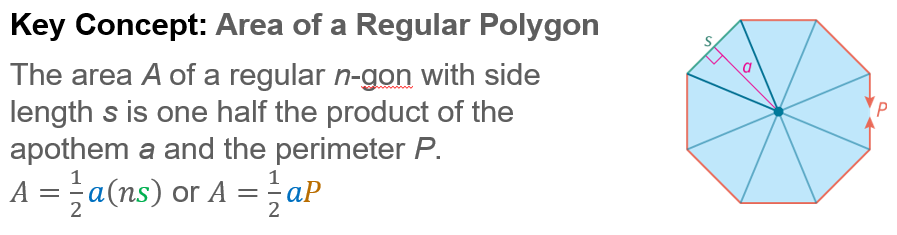 Key Concept: Area of a Regular Polygon
The area A of a regular n-gon with side
length s is one half the product of the
apothem a and the perimeter P.
A = 1/2 a(ns) or A = 1/2 aP
s
a
P